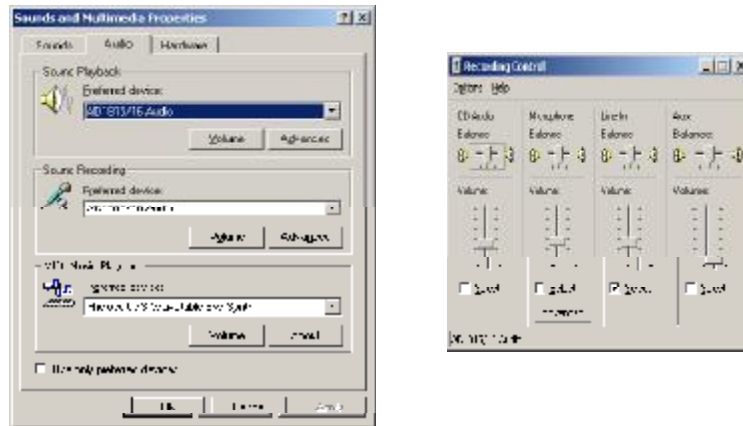 Sounds and Multimedia Properties
Sounds
Audio
Hardware
Sound Playback
Preferred device:
Volume
Advanced
Sound Recording
Preferred device:
Volume
Advanced
MIDI Music Playback
Preferred device:
Volume
About
Use only preferred devices
OK
Cancel
Apply
Recording Control
Options Help
CD Audio
Microphone
Line In
Aux
Balance:
Balance:
Balance:
Balance:
Volume:
Volume:
Volume:
Volume:
Select
Select
Select
Select
Advanced